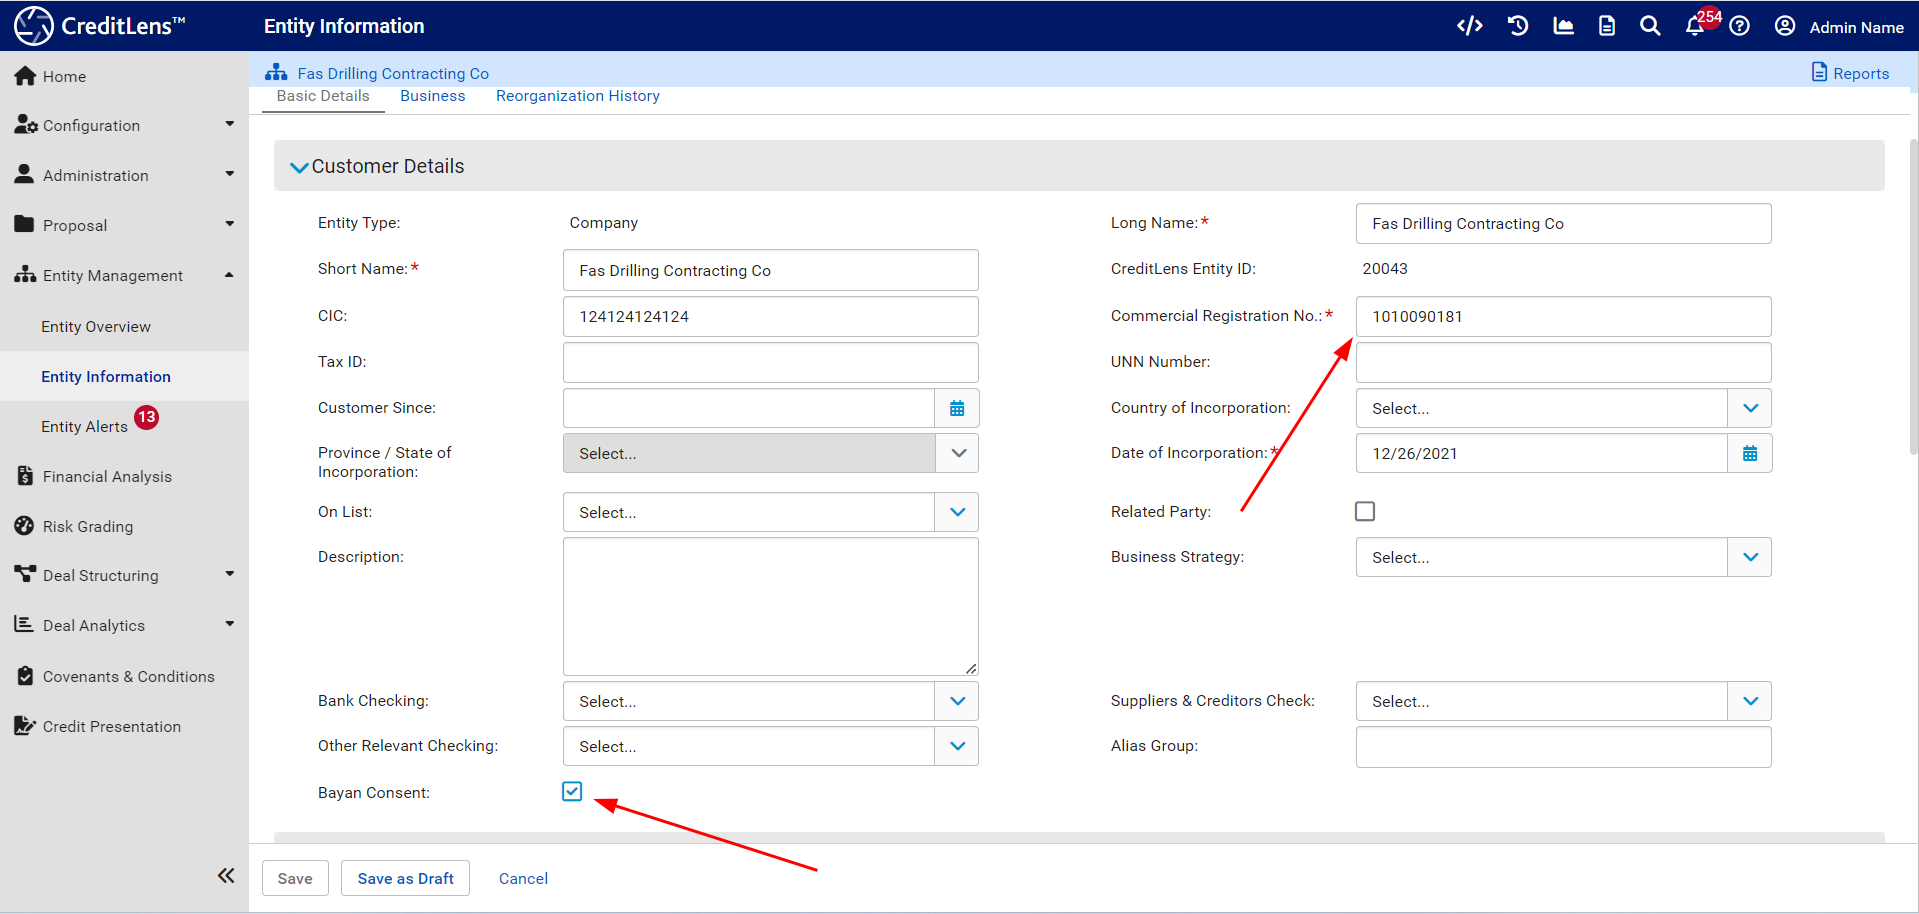 CreditLens™
Entity Information
254
Admin Name
Home
Configuration
Administration
Proposal
Entity Management
Entity Overview
Entity Information
Entity Alerts 13
Financial Analysis
Risk Grading
Deal Structuring
Deal Analytics
Covenants & Conditions
Credit Presentation
Fas Drilling Contracting Co
Reports
Basic Details Business Reorganization History
Customer Details
Entity Type: Company
Long Name:* Fas Drilling Contracting Co
Short Name:* Fas Drilling Contracting Co
CreditLens Entity ID: 20043
CIC: 124124124124
Commercial Registration No.:* 1010090181
Tax ID:
UNN Number:
Customer Since:
Country of Incorporation: Select...
Province / State of
Incorporation: Select...
Date of Incorporation:* 12/26/2021
On List: Select...
Related Party:
Description:
Business Strategy: Select...
Bank Checking: Select...
Suppliers & Creditors Check: Select...
Other Relevant Checking: Select...
Alias Group:
Bayan Consent:
Save Save as Draft Cancel